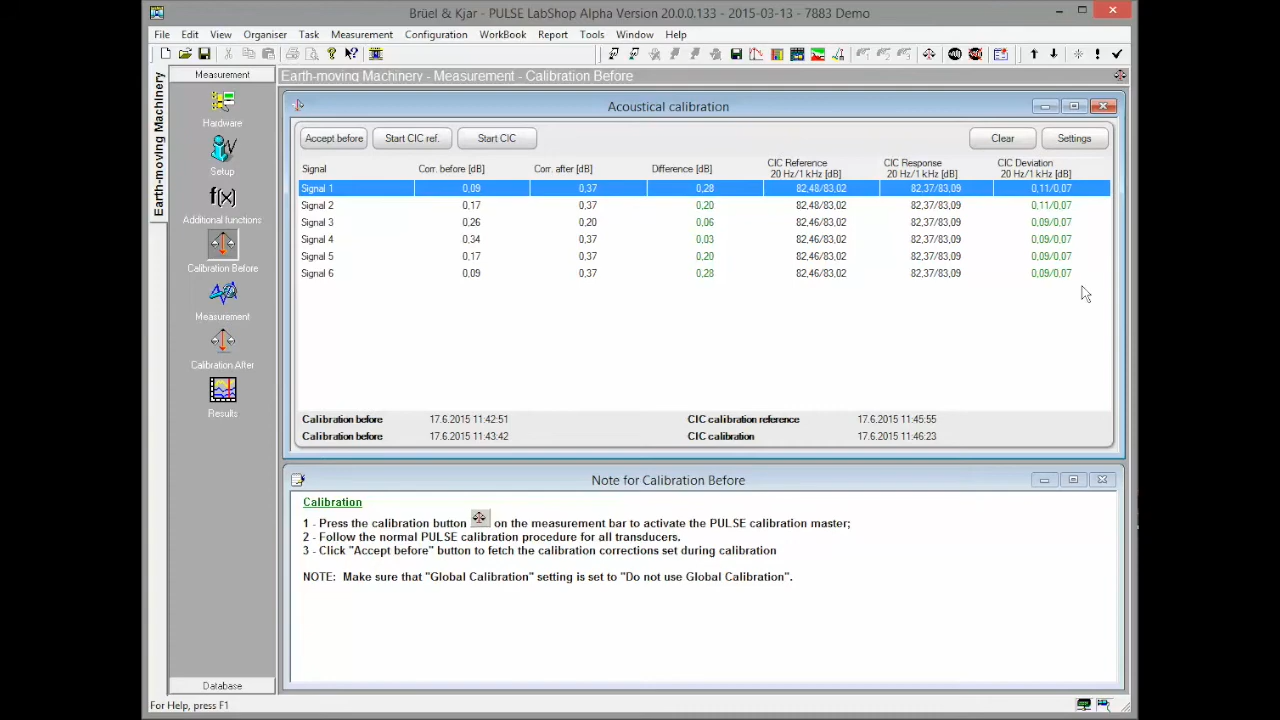 Brüel & Kjar - PULSE LabShop Alpha Version 20.0.0.133 - 2015-03-13 - 7883 Demo
File Edit View Organiser Task Measurement Configuration WorkBook Report Tools Window Help
Earth-moving Machinery
Measurement
Hardware
Setup
f(x)
Additional functions
Calibration Before
Measurement
Calibration After
Results
Database
Earth-moving Machinery - Measurement - Calibration Before
Acoustical calibration
Accept before Start CIC ref. Start CIC Clear Settings
Signal Corr. before [dB] Corr. after [dB] Difference [dB] CIC Reference 20 Hz/1 kHz [dB] CIC Response 20 Hz/1 kHz [dB] CIC Deviation 20 Hz/1 kHz [dB]
Signal 1 0,09 0,37 0,28 82,48/83,02 82,37/83,09 0,11/0,07
Signal 2 0,17 0,37 0,20 82,48/83,02 82,37/83,09 0,11/0,07
Signal 3 0,26 0,20 0,06 82,46/83,02 82,37/83,09 0,09/0,07
Signal 4 0,34 0,37 0,03 82,46/83,02 82,37/83,09 0,09/0,07
Signal 5 0,17 0,37 0,20 82,46/83,02 82,37/83,09 0,09/0,07
Signal 6 0,09 0,37 0,28 82,46/83,02 82,37/83,09 0,09/0,07
Calibration before 17.6.2015 11:42:51 CIC calibration reference 17.6.2015 11:45:55
Calibration before 17.6.2015 11:43:42 CIC calibration 17.6.2015 11:46:23
Note for Calibration Before
Calibration
1 - Press the calibration button on the measurement bar to activate the PULSE calibration master;
2 - Follow the normal PULSE calibration procedure for all transducers.
3 - Click "Accept before" button to fetch the calibration corrections set during calibration
NOTE: Make sure that "Global Calibration" setting is set to "Do not use Global Calibration".
For Help, press F1